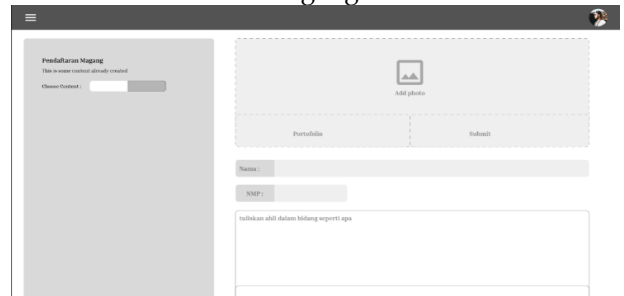 Pendaftaran Magang
This is some content already created
Choose Content :
Add photo
Portofolio
Submit
Nama :
NMP :
tuliskan ahli dalam bidang seperti apa